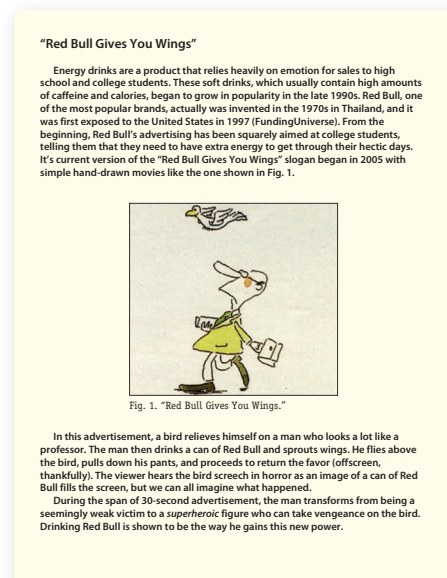 “Red Bull Gives You Wings”
Energy drinks are a product that relies heavily on emotion for sales to high
school and college students. These soft drinks, which usually contain high amounts
of caffeine and calories, began to grow in popularity in the late 1990s. Red Bull, one
of the most popular brands, actually was invented in the 1970s in Thailand, and it
was first exposed to the United States in 1997 (FundingUniverse). From the
beginning, Red Bull’s advertising has been squarely aimed at college students,
telling them that they need to have extra energy to get through their hectic days.
It’s current version of the “Red Bull Gives You Wings” slogan began in 2005 with
simple hand-drawn movies like the one shown in Fig. 1.
Fig. 1. “Red Bull Gives You Wings.”
In this advertisement, a bird relieves himself on a man who looks a lot like a
professor. The man then drinks a can of Red Bull and sprouts wings. He flies above
the bird, pulls down his pants, and proceeds to return the favor (offscreen,
thankfully). The viewer hears the bird screech in horror as an image of a can of Red
Bull fills the screen, but we can all imagine what happened.
During the span of 30-second advertisement, the man transforms from being a
seemingly weak victim to a superheroic figure who can take vengeance on the bird.
Drinking Red Bull is shown to be the way he gains this new power.